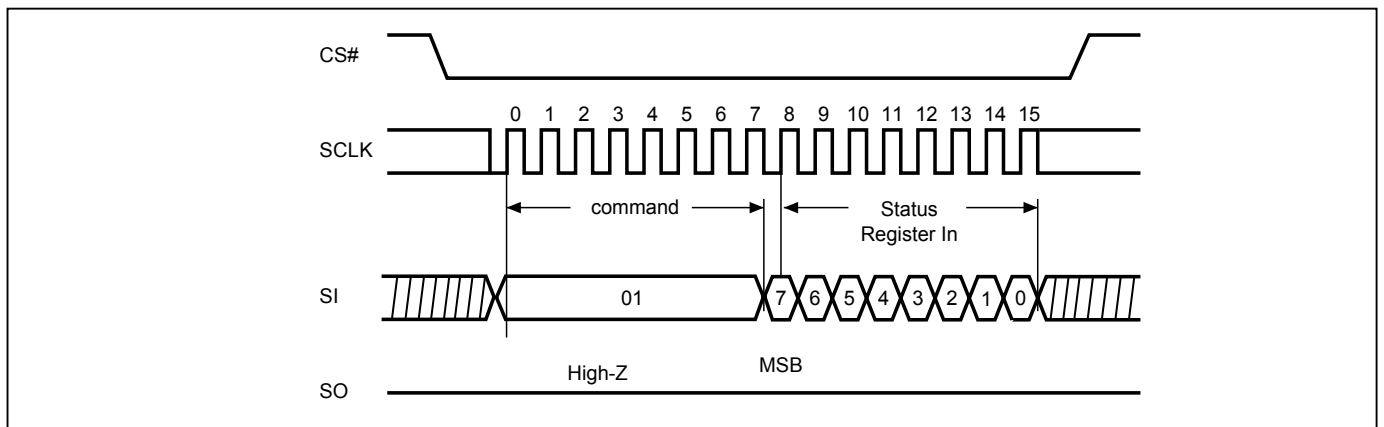 CS#
0 1 2 3 4 5 6 7 8 9 10 11 12 13 14 15
SCLK
command
Status
Register In
SI
01
7 6 5 4 3 2 1 0
High-Z
MSB
SO